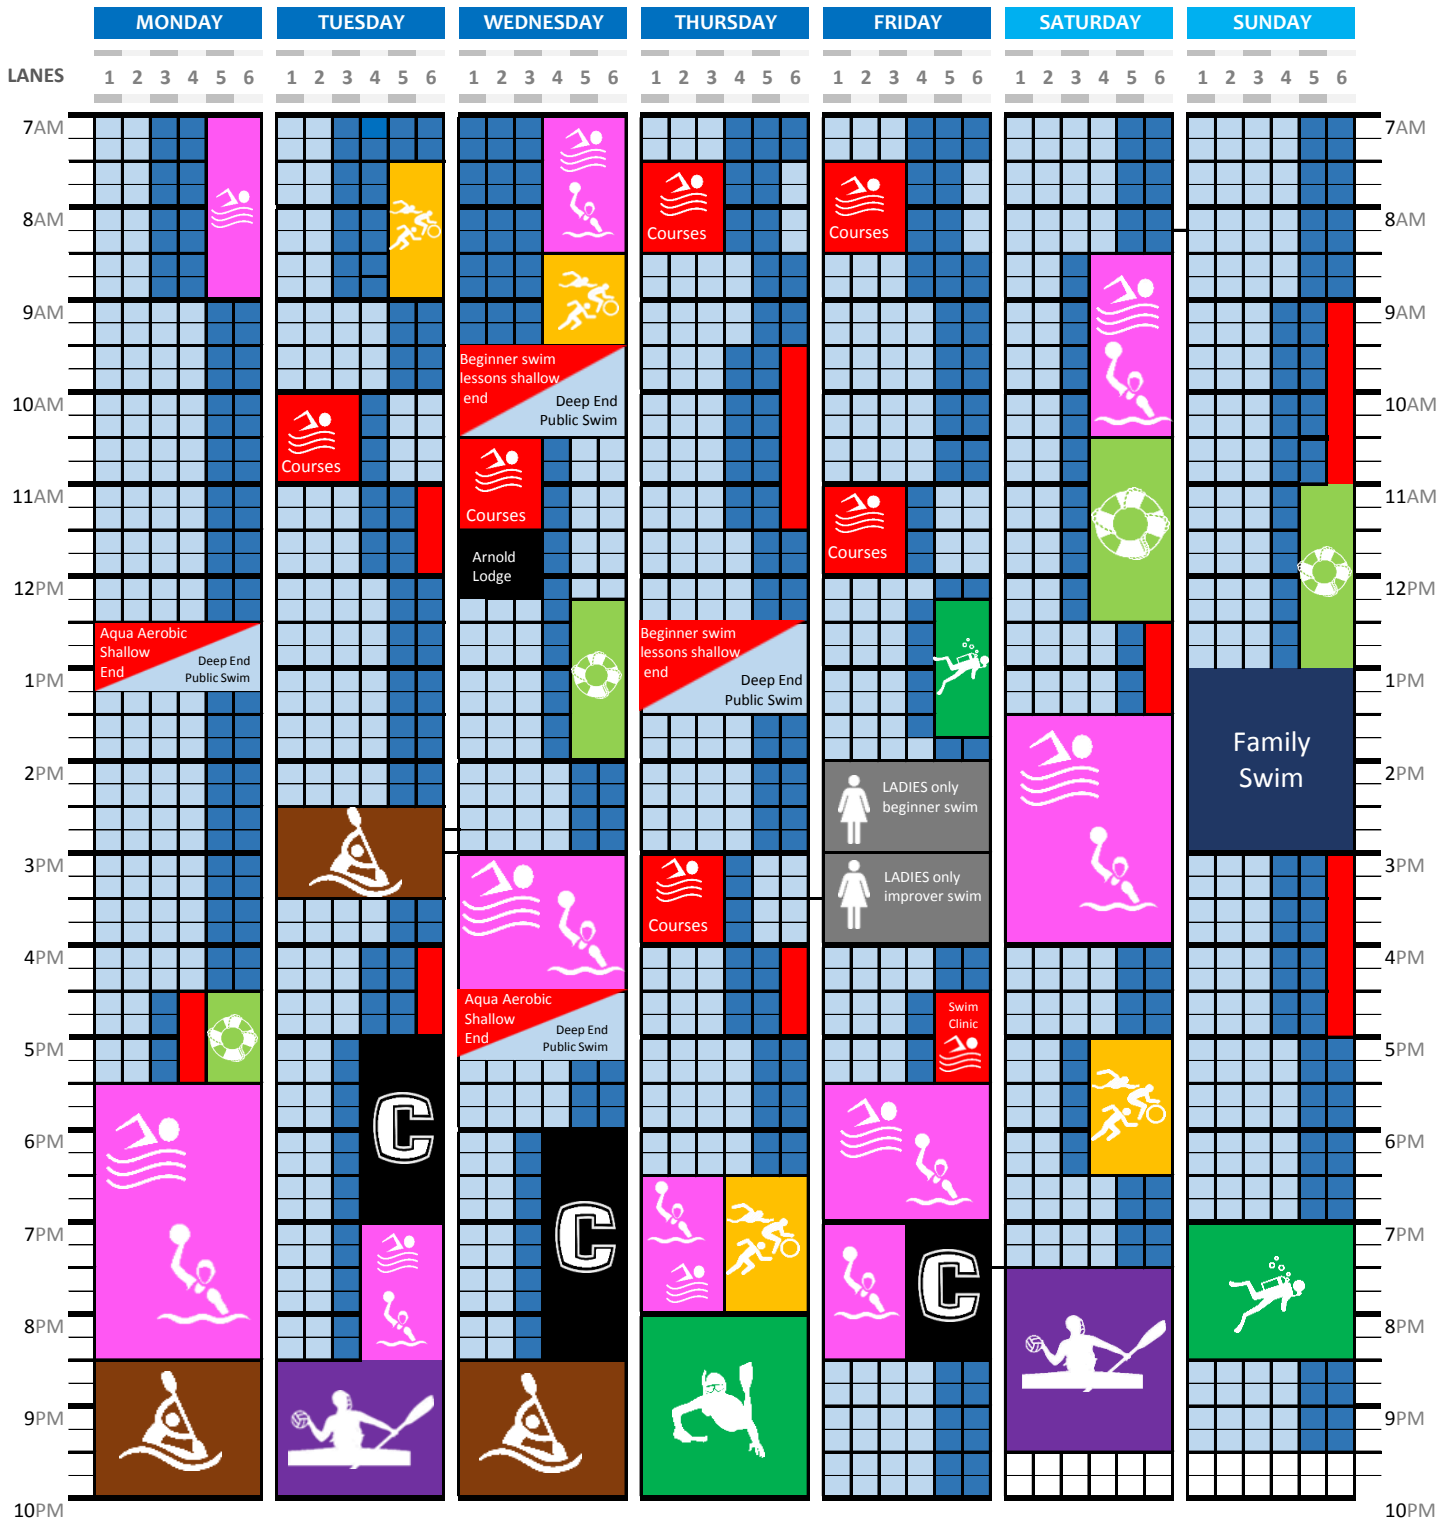 MONDAY TUESDAY WEDNESDAY THURSDAY FRIDAY SATURDAY SUNDAY
LANES 1 2 3 4 5 6 1 2 3 4 5 6 1 2 3 4 5 6 1 2 3 4 5 6 1 2 3 4 5 6 1 2 3 4 5 6 1 2 3 4 5 6
7AM 7AM
8AM Courses Courses 8AM
9AM 9AM
Beginner swim
lessons shallow
end
Deep End
Public Swim
10AM 10AM
Courses
11AM 11AM
Courses
Courses
Arnold
Lodge
12PM 12PM
Aqua Aerobic
Shallow
End
Deep End
Public Swim
Beginner swim
lessons shallow
end
Deep End
Public Swim
1PM 1PM
Family
Swim
2PM 2PM
LADIES only
beginner swim
3PM 3PM
LADIES only
improver swim
Courses
4PM 4PM
Aqua Aerobic
Shallow
End
Deep End
Public Swim
Swim
Clinic
5PM 5PM
C
6PM 6PM
C
7PM 7PM
C
8PM 8PM
9PM 9PM
10PM 10PM